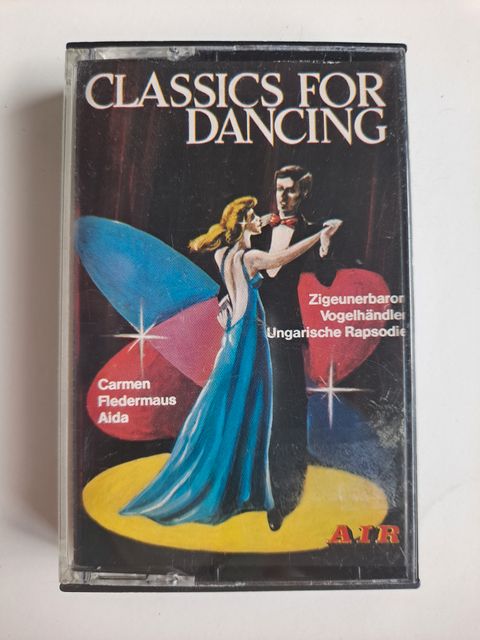 CLASSICS FOR
DANCING
Zigeunerbaron
Vogelhändler
Ungarische Rapsodie
Carmen
Fledermaus
Aida
AIR